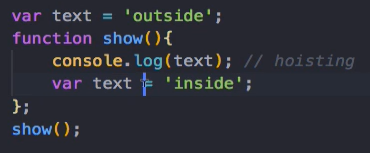 var text = 'outside';
function show(){
    console.log(text); // hoisting
    var text = 'inside';
};
show();